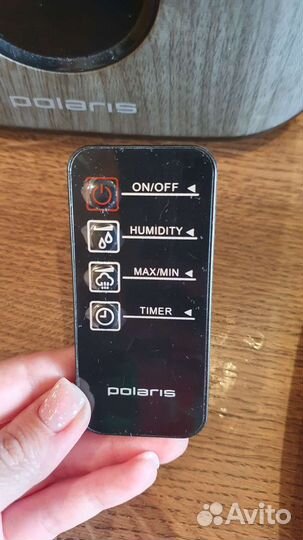 polaris
ON/OFF
HUMIDITY
MAX/MIN
TIMER
polaris
Avito